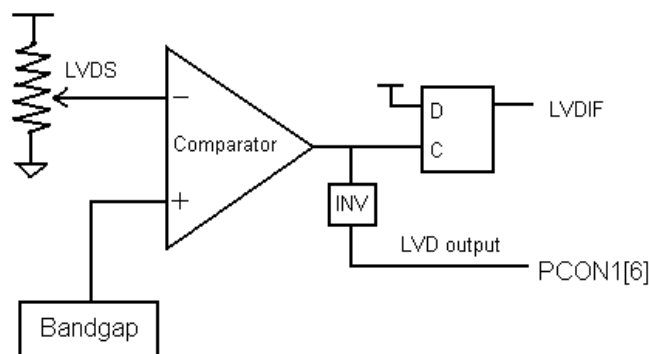 LVDS
−
Comparator
+
Bandgap
D
C
LVDIF
INV
LVD output
PCON1[6]